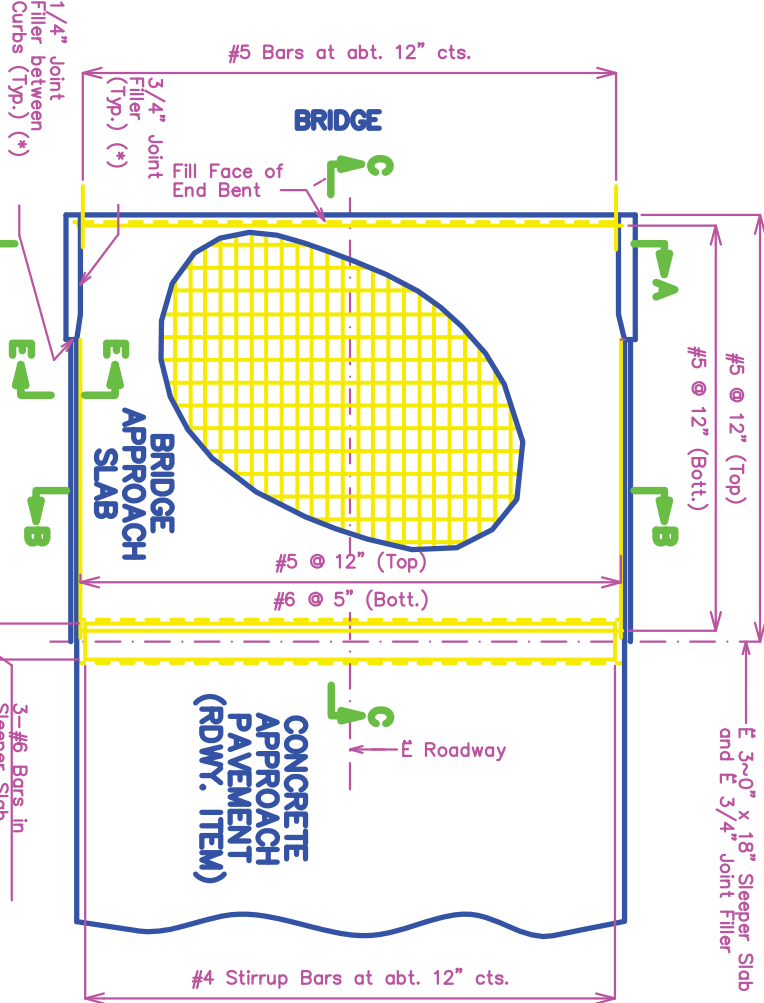 #5 Bars at abt. 12" cts.
BRIDGE
1/4" Joint
Filler between
Curbs (Typ.) (*)
3/4" Joint
Filler
(Typ.) (*)
Fill Face of
End Bent
C
A
E
E
#5 @ 12" (Top)
#5 @ 12" (Bott.)
BRIDGE
APPROACH
SLAB
B
B
#5 @ 12" (Top)
#6 @ 5" (Bott.)
C
CONCRETE
APPROACH
PAVEMENT
(RDWY. ITEM)
Ё Roadway
Ё 3~0" x 18" Sleeper Slab
and Ё 3/4" Joint Filler
3-#6 Bars in
Sleeper Slab
#4 Stirrup Bars at abt. 12" cts.